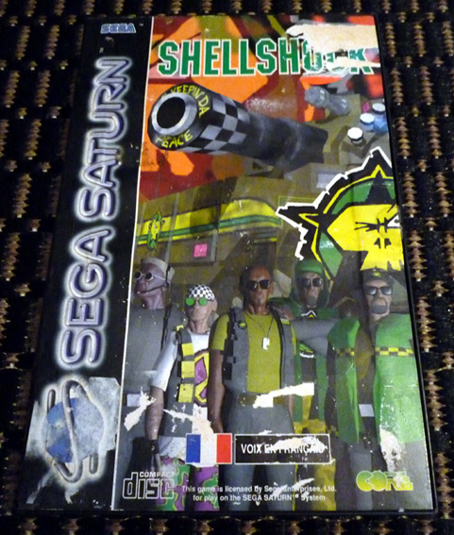 SEGA
SEGA SATURN
SHELLSHOCK
KEEPIN DA
PEACE
VOIX EN FRANÇAIS
COMPACT
disc
This game is licensed by Sega Enterprises, Ltd.
for play on the SEGA SATURN™ System.
CORE